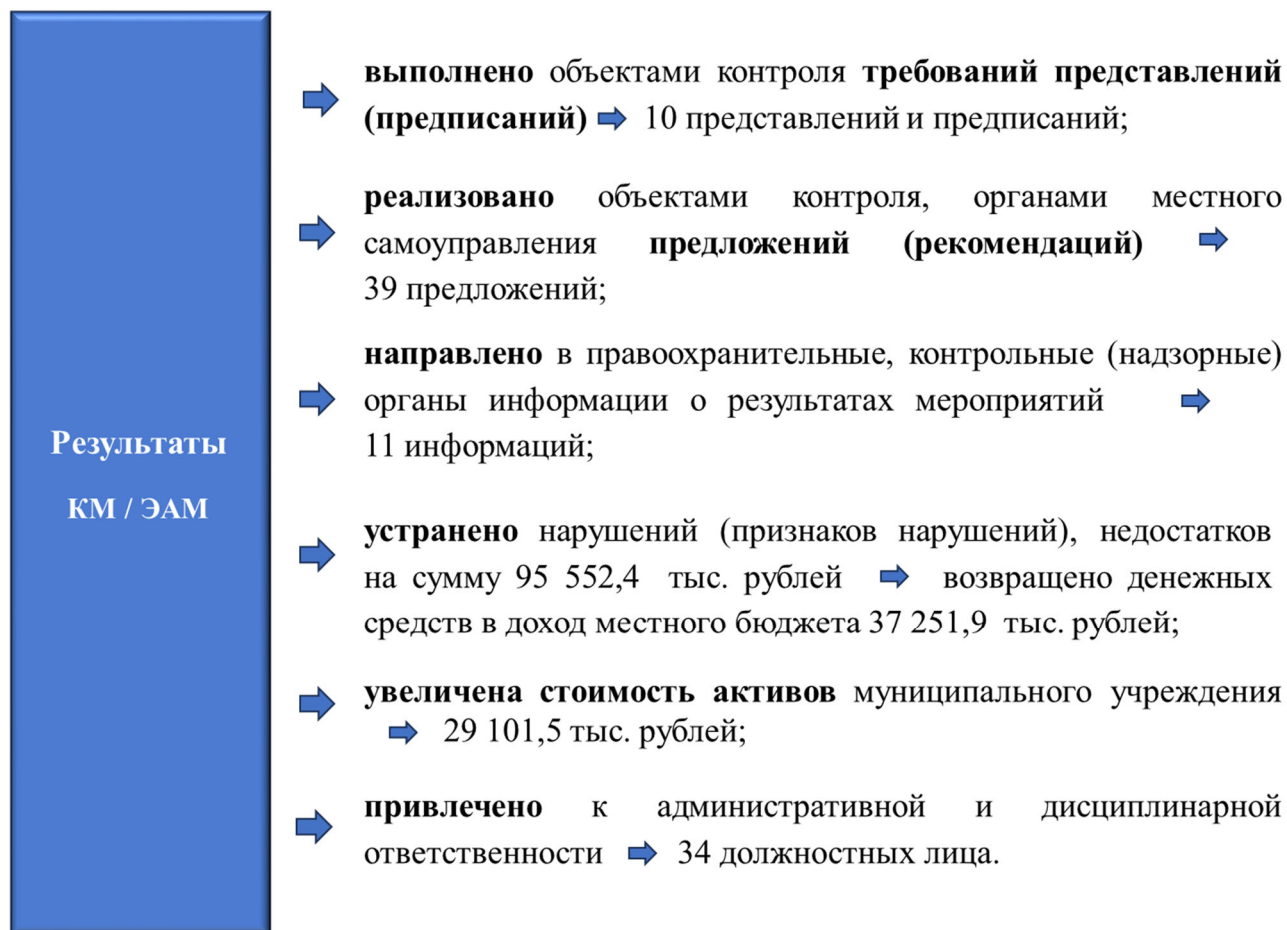 Результаты
КМ / ЭАМ
выполнено объектами контроля требований представлений
(предписаний) 10 представлений и предписаний;
реализовано объектами контроля, органами местного
самоуправления предложений (рекомендаций)
39 предложений;
направлено в правоохранительные, контрольные (надзорные)
органы информации о результатах мероприятий
11 информаций;
устранено нарушений (признаков нарушений), недостатков
на сумму 95 552,4 тыс. рублей возвращено денежных
средств в доход местного бюджета 37 251,9 тыс. рублей;
увеличена стоимость активов муниципального учреждения
29 101,5 тыс. рублей;
привлечено к административной и дисциплинарной
ответственности 34 должностных лица.